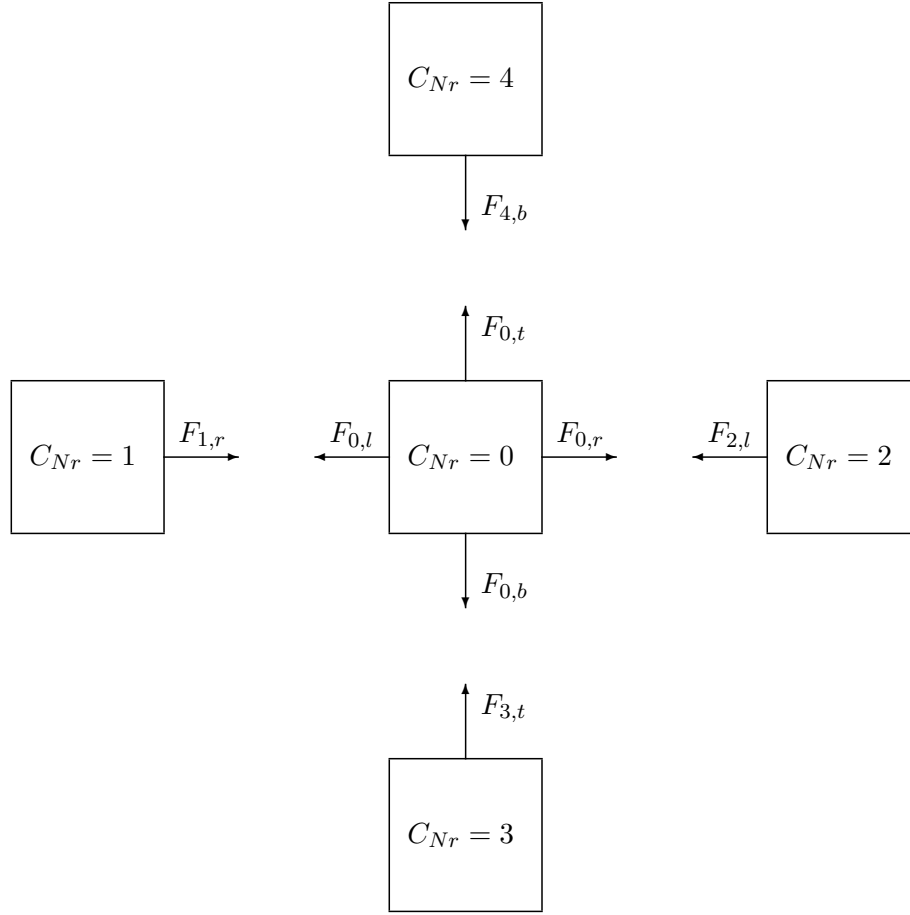 $C_{Nr} = 4$
$F_{4,b}$
$F_{0,t}$
$F_{1,r}$ $F_{0,l}$ $F_{0,r}$ $F_{2,l}$
$C_{Nr} = 1$ $C_{Nr} = 0$ $C_{Nr} = 2$
$F_{0,b}$
$F_{3,t}$
$C_{Nr} = 3$